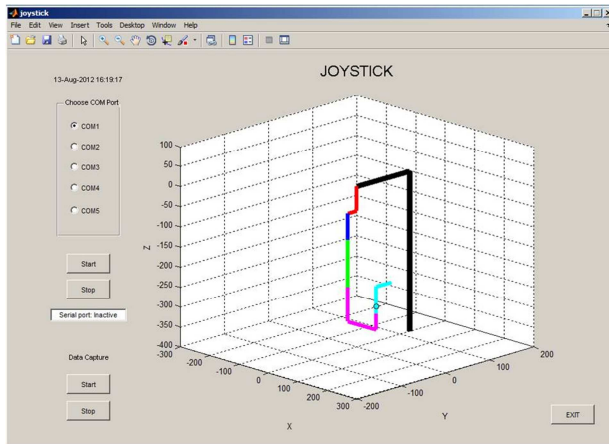 joystick
File Edit View Insert Tools Desktop Window Help
13-Aug-2012 16:19:17
JOYSTICK
Choose COM Port
COM1
COM2
COM3
COM4
COM5
Start
Stop
Serial port: Inactive
Data Capture
Start
Stop
100
50
0
-50
-100
-150
-200
-250
-300
-350
-400
Z
-300
-200
-100
0
100
200
300
X
-200
-100
0
100
200
Y
EXIT